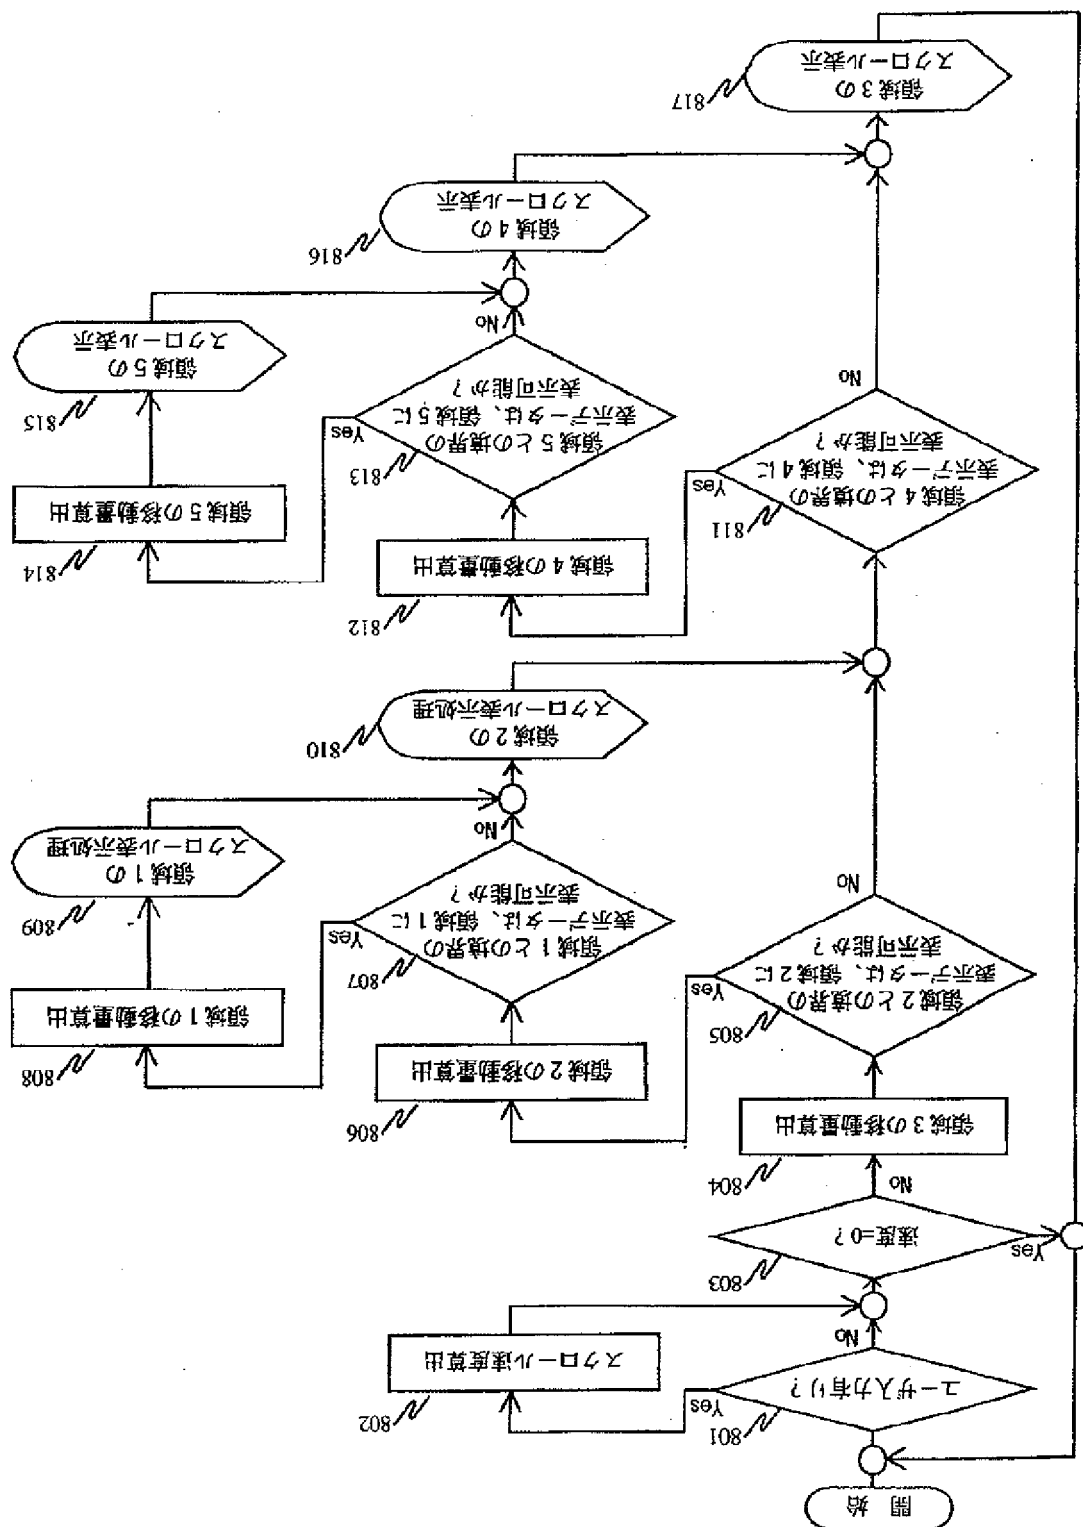 開 始
ユーザ入力有り?
801
Yes
No
スクロール速度算出
802
速度=0?
803
Yes
No
領域3の移動量算出
804
領域2との境界の
表示データは、領域2に
表示可能か?
805
Yes
No
領域2の移動量算出
806
領域1との境界の
表示データは、領域1に
表示可能か?
807
Yes
No
領域1の移動量算出
808
領域1の
スクロール表示処理
809
領域2の
スクロール表示処理
810
領域4との境界の
表示データは、領域4に
表示可能か?
811
Yes
No
領域4の移動量算出
812
領域5との境界の
表示データは、領域5に
表示可能か?
813
Yes
No
領域5の移動量算出
814
領域5の
スクロール表示
815
領域4の
スクロール表示
816
領域3の
スクロール表示
817